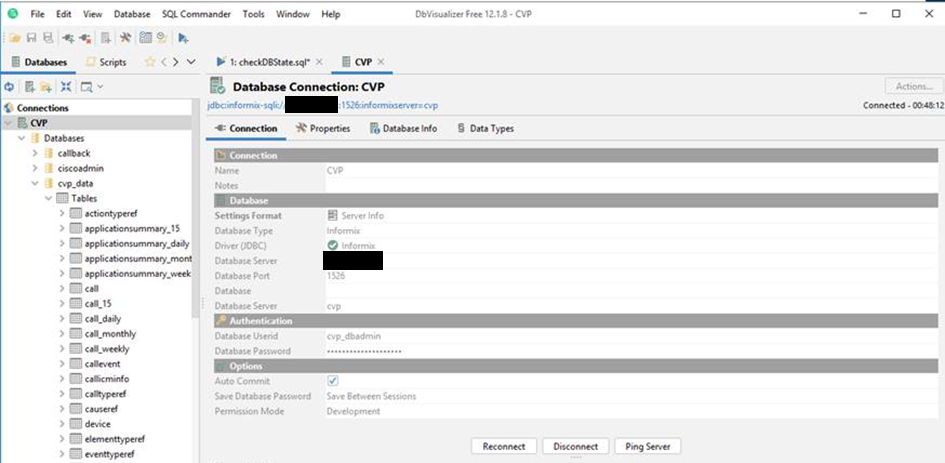 DbVisualizer Free 12.1.8 - CVP
File Edit View Database SQL Commander Tools Window Help
Databases Scripts
1: checkDBState.sql* CVP
Connections
CVP
Databases
callback
ciscoadmin
cvp_data
Tables
actiontyperef
applicationsummary_15
applicationsummary_daily
applicationsummary_mont
applicationsummary_week
call
call_15
call_daily
call_monthly
call_weekly
callevent
callicminfo
calltyperef
causeref
device
elementtyperef
eventtyperef
Database Connection: CVP
Actions...
jdbc:informix-sqli:/ :1526:informixserver=cvp
Connected - 00:48:12
Connection Properties Database Info Data Types
Connection
Name CVP
Notes
Database
Settings Format Server Info
Database Type Informix
Driver (JDBC) Informix
Database Server
Database Port 1526
Database
Database Server cvp
Authentication
Database Userid cvp_dbadmin
Database Password ••••••••••••••••••••
Options
Auto Commit
Save Database Password Save Between Sessions
Permission Mode Development
Reconnect Disconnect Ping Server